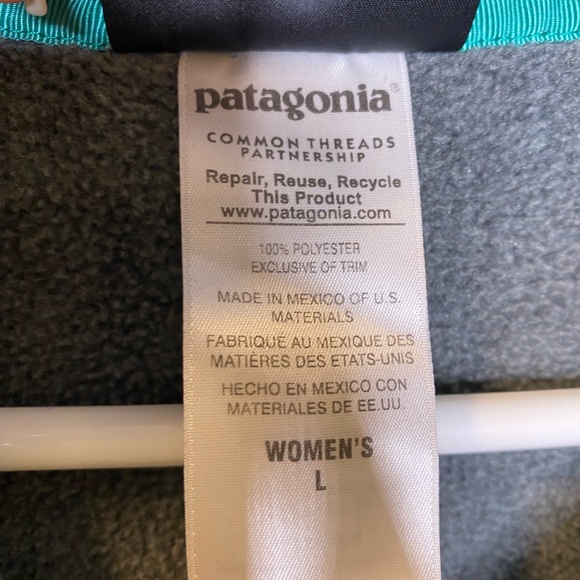 patagonia®
COMMON THREADS
PARTNERSHIP
Repair, Reuse, Recycle
This Product
www.patagonia.com
100% POLYESTER
EXCLUSIVE OF TRIM
MADE IN MEXICO OF U.S.
MATERIALS
FABRIQUE AU MEXIQUE DES
MATIÈRES DES ETATS-UNIS
HECHO EN MEXICO CON
MATERIALES DE EE.UU.
WOMEN'S
L